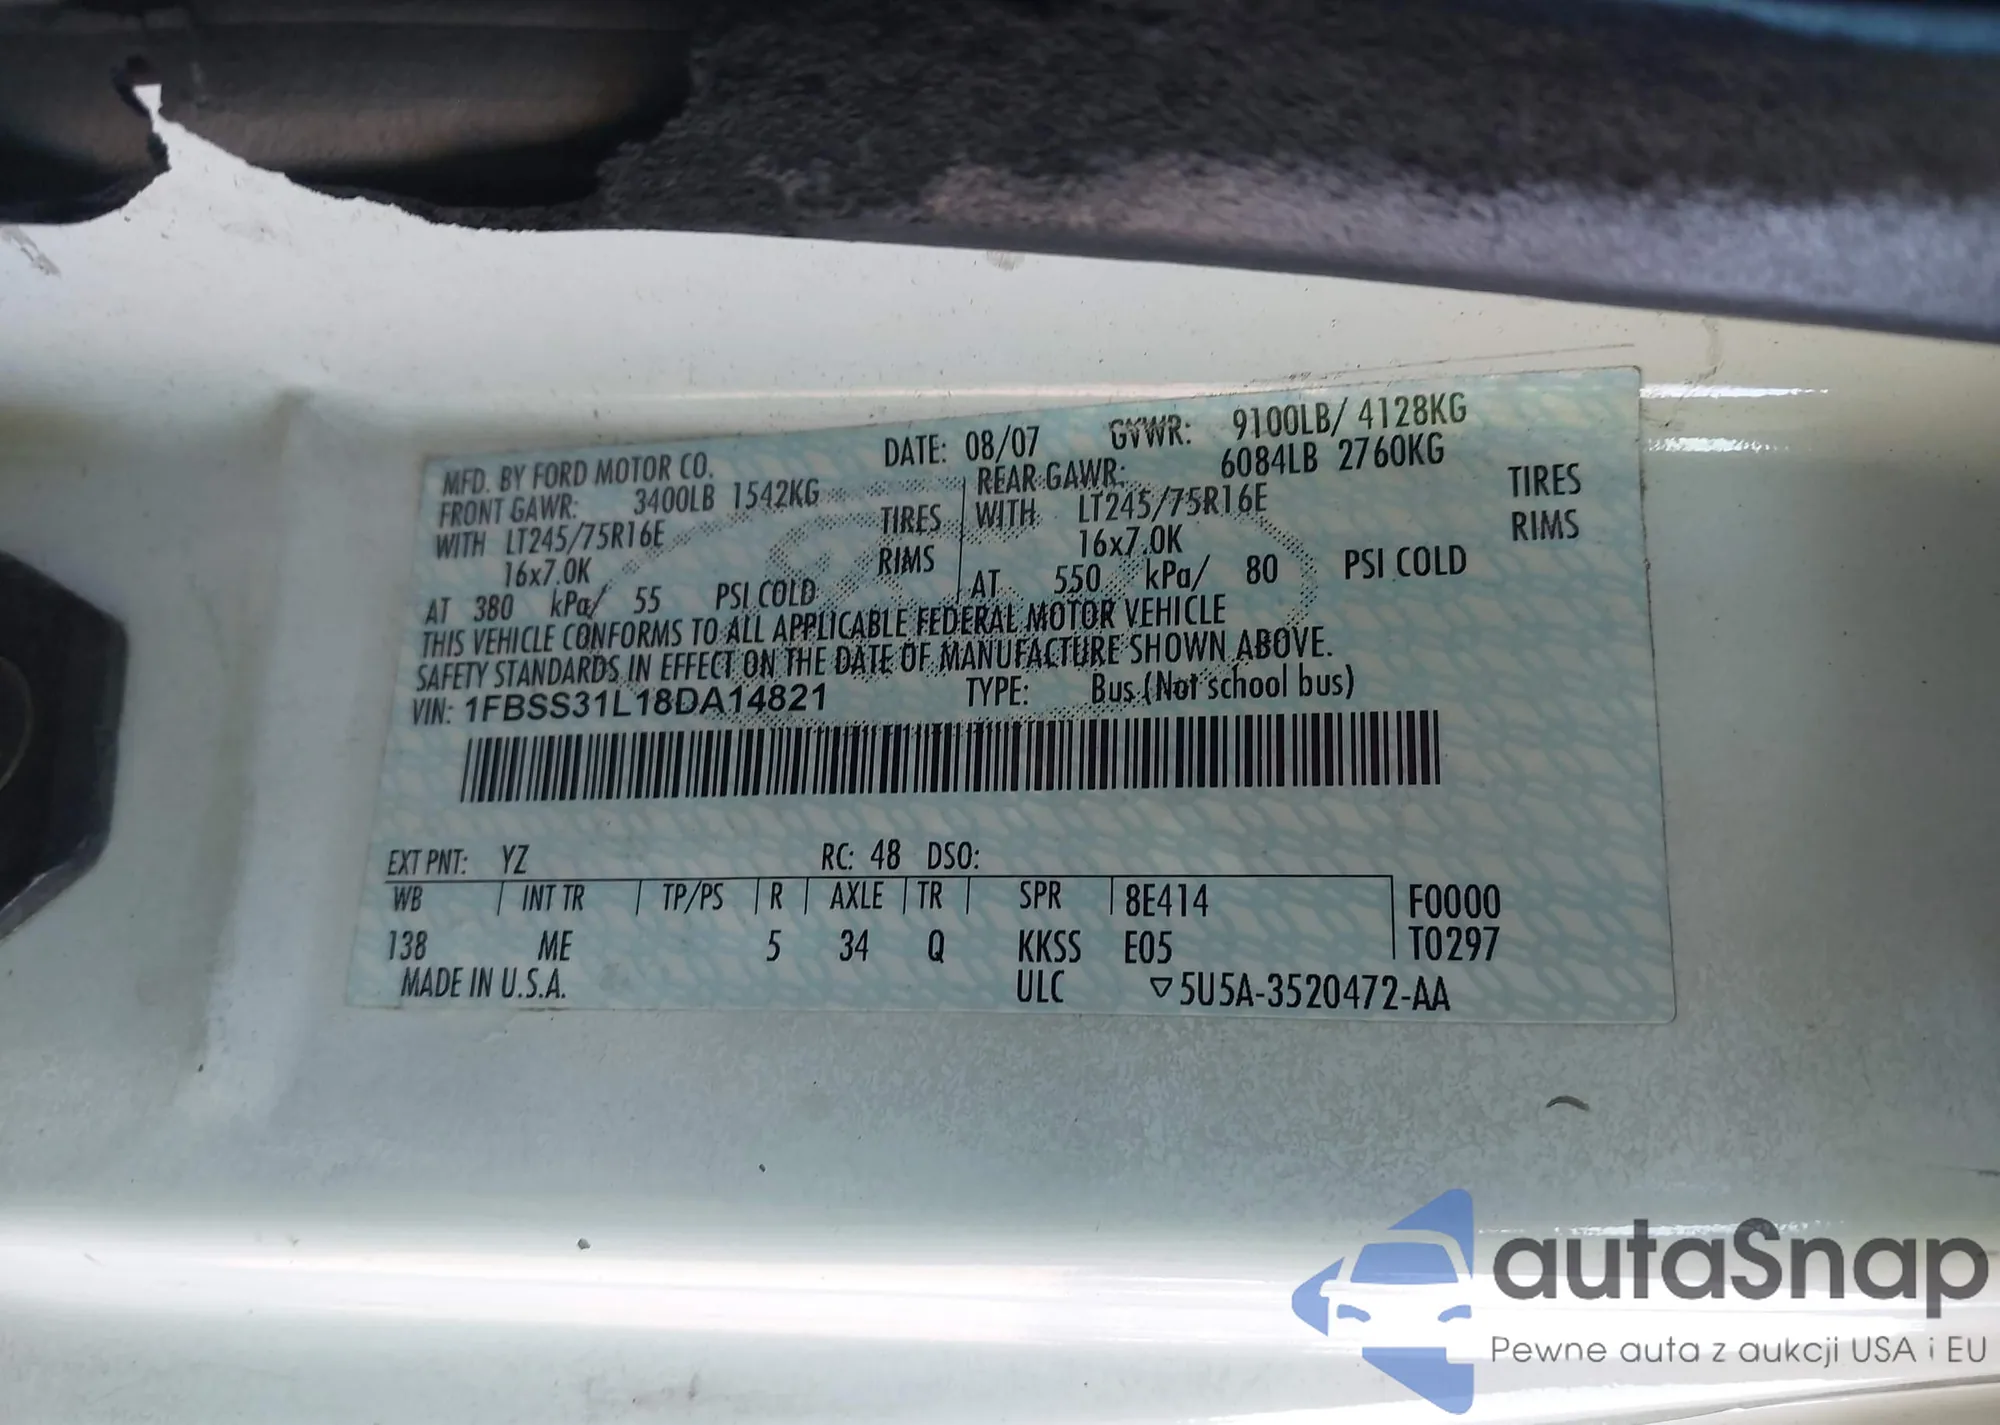 MFD. BY FORD MOTOR CO. DATE: 08/07 GVWR: 9100LB/ 4128KG
FRONT GAWR: 3400LB 1542KG REAR GAWR: 6084LB 2760KG
WITH LT245/75R16E TIRES WITH LT245/75R16E TIRES
16x7.0K RIMS 16x7.0K RIMS
AT 380 kPa/ 55 PSI COLD AT 550 kPa/ 80 PSI COLD
THIS VEHICLE CONFORMS TO ALL APPLICABLE FEDERAL MOTOR VEHICLE
SAFETY STANDARDS IN EFFECT ON THE DATE OF MANUFACTURE SHOWN ABOVE.
VIN: 1FBSS31L18DA14821 TYPE: Bus (Not school bus)
EXT PNT: YZ RC: 48 DSO:
WB INT TR TP/PS R AXLE TR SPR 8E414 F0000
138 ME 5 34 Q KKSS E05 T0297
MADE IN U.S.A. ULC ▽5U5A-3520472-AA
autaSnap
Pewne auta z aukcji USA i EU